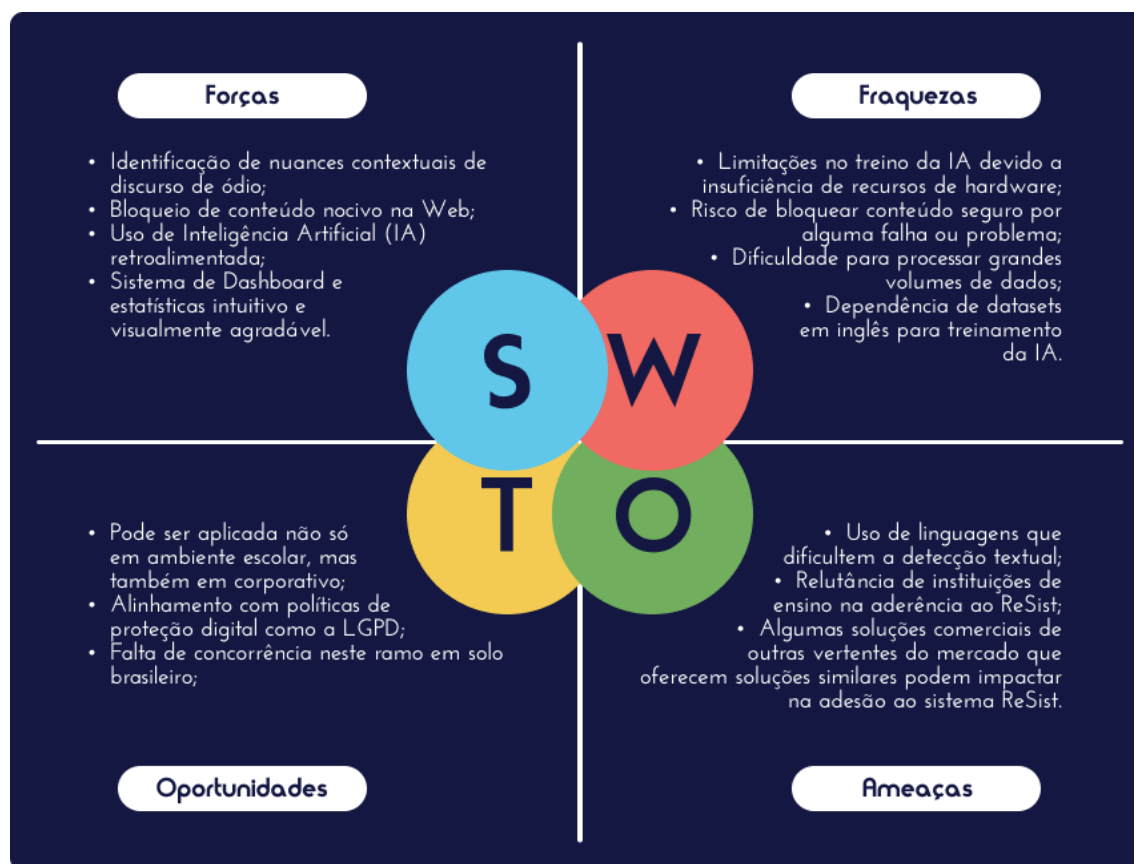 Forças
• Identificação de nuances contextuais de
discurso de ódio;
• Bloqueio de conteúdo nocivo na Web;
• Uso de Inteligência Artificial (IA)
retroalimentada;
• Sistema de Dashboard e
estatísticas intuitivo e
visualmente agradável.
Fraquezas
• Limitações no treino da IA devido a
insuficiência de recursos de hardware;
• Risco de bloquear conteúdo seguro por
alguma falha ou problema;
• Dificuldade para processar grandes
volumes de dados;
• Dependência de datasets
em inglês para treinamento
da IA.
S
W
T
O
• Pode ser aplicada não só
em ambiente escolar, mas
também em corporativo;
• Alinhamento com políticas de
proteção digital como a LGPD;
• Falta de concorrência neste ramo em solo
brasileiro;
Oportunidades
• Uso de linguagens que
dificultem a detecção textual;
• Relutância de instituições de
ensino na aderência ao ReSist;
• Algumas soluções comerciais de
outras vertentes do mercado que
oferecem soluções similares podem impactar
na adesão ao sistema ReSist.
Ameaças